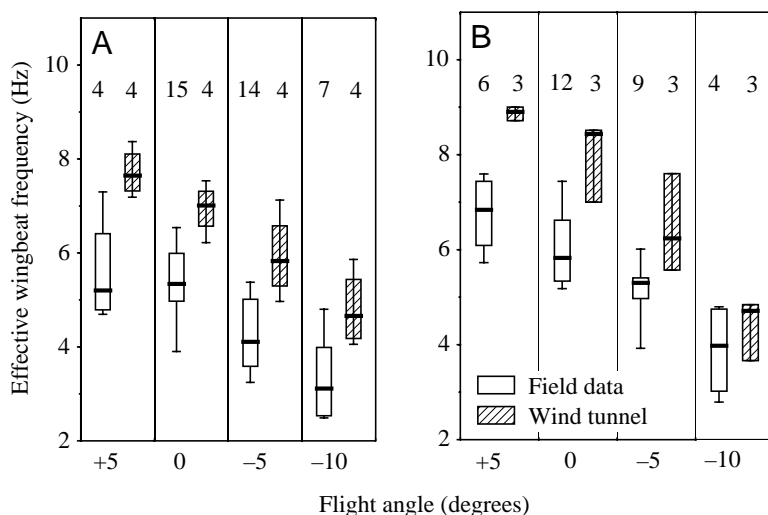 A
B
10
10
4 4 15 4 14 4 7 4
6 3 12 3 9 3 4 3
8
8
6
6
4
4
2
2
Effective wingbeat frequency (Hz)
Field data
Wind tunnel
+5 0 –5 –10
+5 0 –5 –10
Flight angle (degrees)